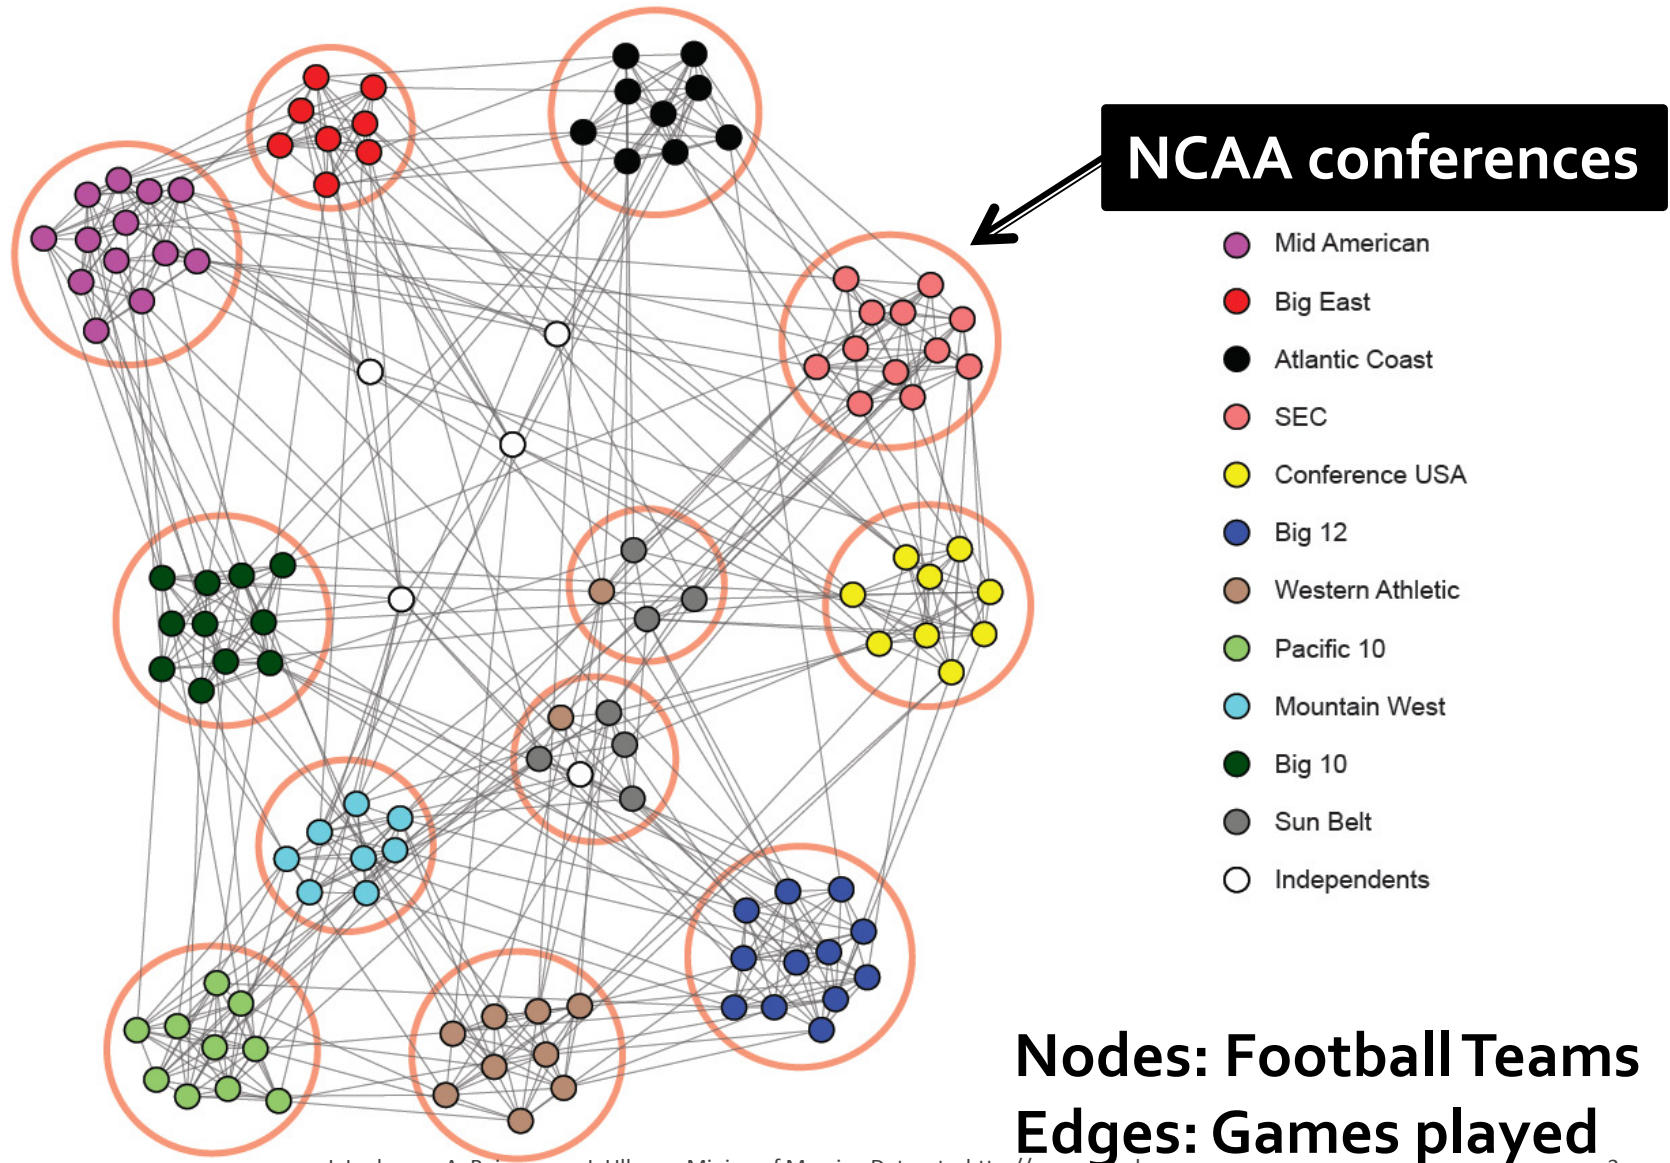 NCAA conferences
Mid American
Big East
Atlantic Coast
SEC
Conference USA
Big 12
Western Athletic
Pacific 10
Mountain West
Big 10
Sun Belt
Independents
Nodes: Football Teams
Edges: Games played